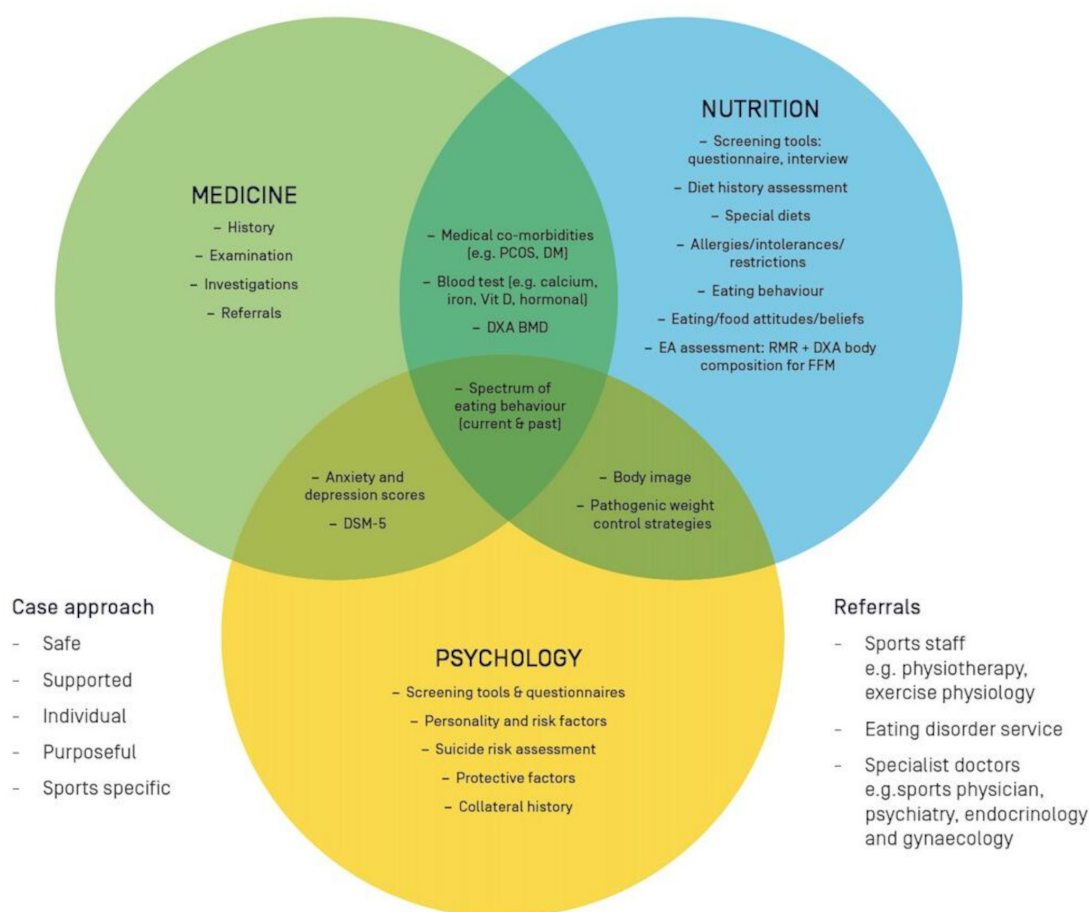 MEDICINE
– History
– Examination
– Investigations
– Referrals
NUTRITION
– Screening tools:
questionnaire, interview
– Diet history assessment
– Special diets
– Allergies/intolerances/
restrictions
– Eating behaviour
– Eating/food attitudes/beliefs
– EA assessment: RMR + DXA body
composition for FFM
– Medical co-morbidities
(e.g. PCOS, DM)
– Blood test (e.g. calcium,
iron, Vit D, hormonal)
– DXA BMD
– Spectrum of
eating behaviour
(current & past)
– Anxiety and
depression scores
– DSM-5
– Body image
– Pathogenic weight
control strategies
PSYCHOLOGY
– Screening tools & questionnaires
– Personality and risk factors
– Suicide risk assessment
– Protective factors
– Collateral history
Case approach
- Safe
- Supported
- Individual
- Purposeful
- Sports specific
Referrals
- Sports staff
e.g. physiotherapy,
exercise physiology
- Eating disorder service
- Specialist doctors
e.g.sports physician,
psychiatry, endocrinology
and gynaecology